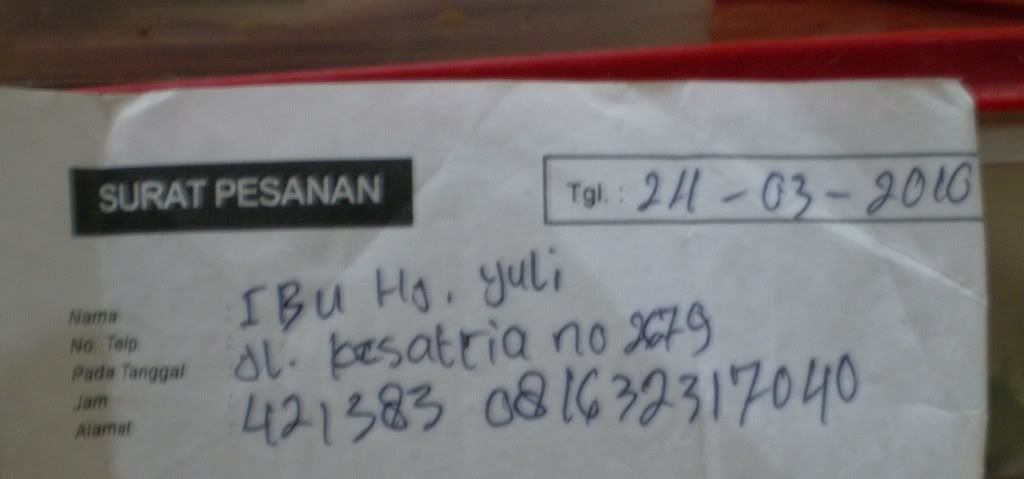 SURAT PESANAN
Tgl. : 24 - 03 - 2010
Nama : IBU Hj. yuli
No. Telp. : Jl. kesatria no 2679
Pada Tanggal
Jam : 421383 081632317040
Alamat :